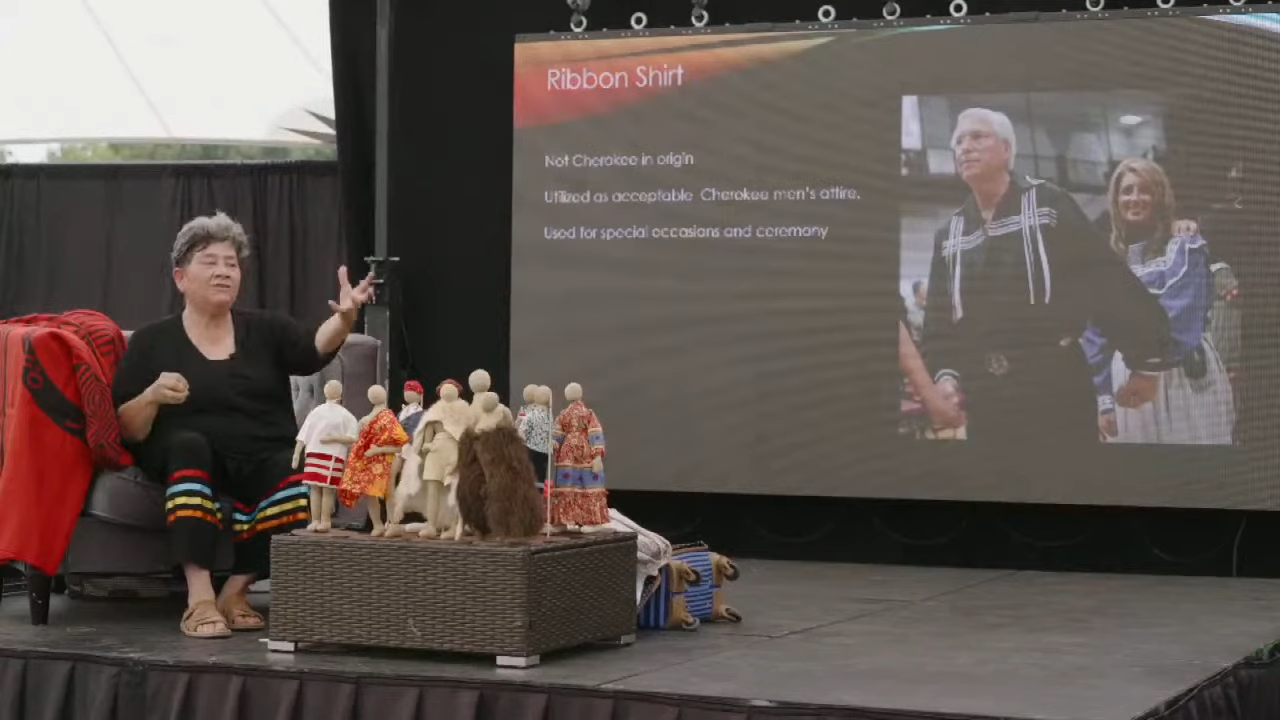 Ribbon Shirt
Not Cherokee in origin
Utilized as acceptable Cherokee men's attire.
Used for special occasions and ceremony